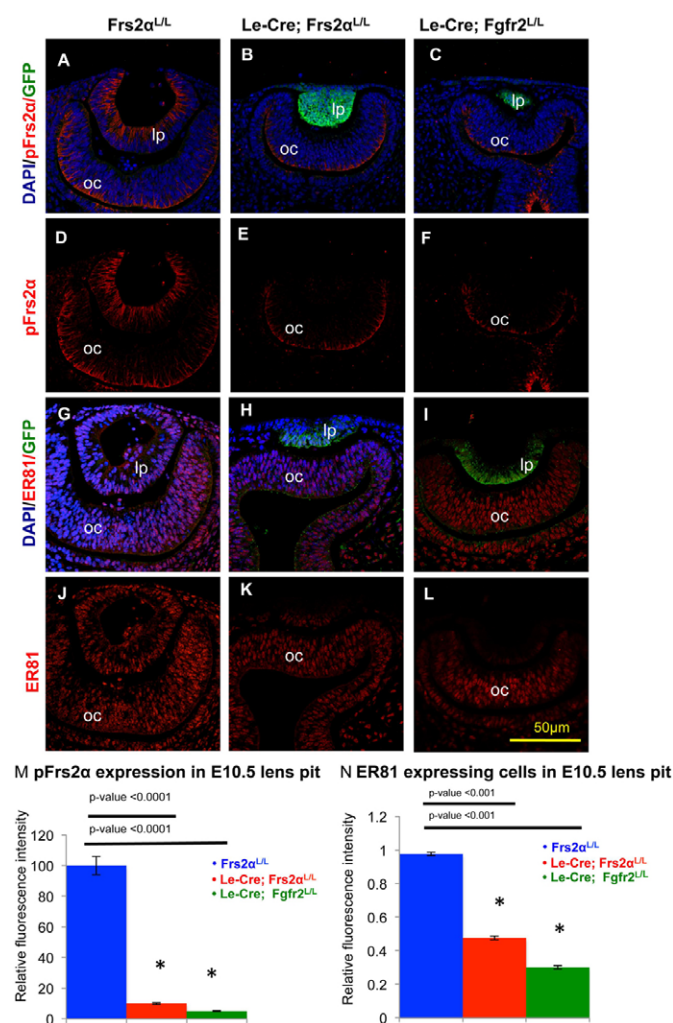 Frs2α^L/L Le-Cre; Frs2α^L/L Le-Cre; Fgfr2^L/L
DAPI/pFrs2α/GFP
A
lp
oc
B
lp
oc
C
lp
oc
pFrs2α
D
oc
E
oc
F
oc
DAPI/ER81/GFP
G
lp
oc
H
lp
oc
I
lp
oc
ER81
J
oc
K
oc
L
oc
50µm
M pFrs2α expression in E10.5 lens pit
p-value <0.0001
p-value <0.0001
Relative fluorescence intensity
120
100
80
60
40
20
0
Frs2α^L/L
Le-Cre; Frs2α^L/L
Le-Cre; Fgfr2^L/L
*
*
N ER81 expressing cells in E10.5 lens pit
p-value <0.001
p-value <0.001
Relative fluorescence intensity
1.2
1
0.8
0.6
0.4
0.2
0
Frs2α^L/L
Le-Cre; Frs2α^L/L
Le-Cre; Fgfr2^L/L
*
*